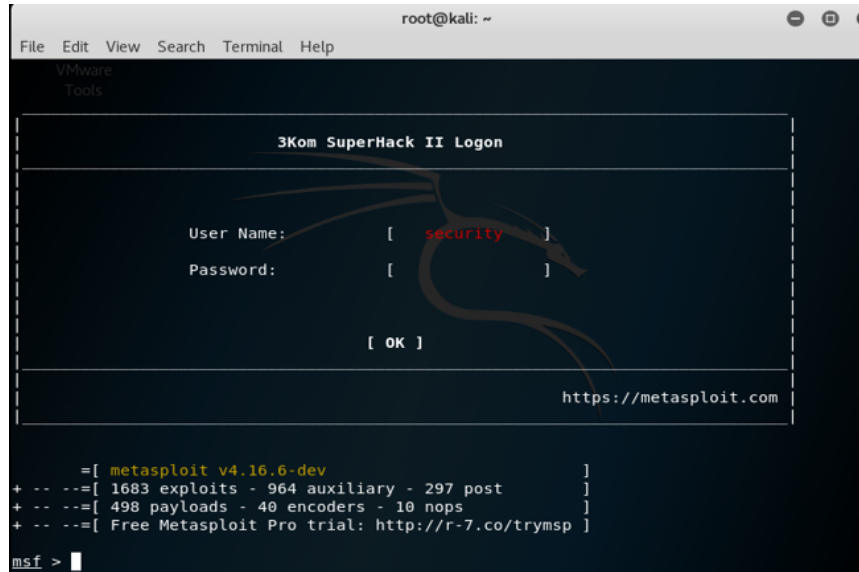 root@kali: ~
File Edit View Search Terminal Help
VMware
Tools
3Kom SuperHack II Logon
User Name: [ security ]
Password: [ ]
[ OK ]
https://metasploit.com
=[ metasploit v4.16.6-dev ]
+ -- --=[ 1683 exploits - 964 auxiliary - 297 post ]
+ -- --=[ 498 payloads - 40 encoders - 10 nops ]
+ -- --=[ Free Metasploit Pro trial: http://r-7.co/trymsp ]
msf >